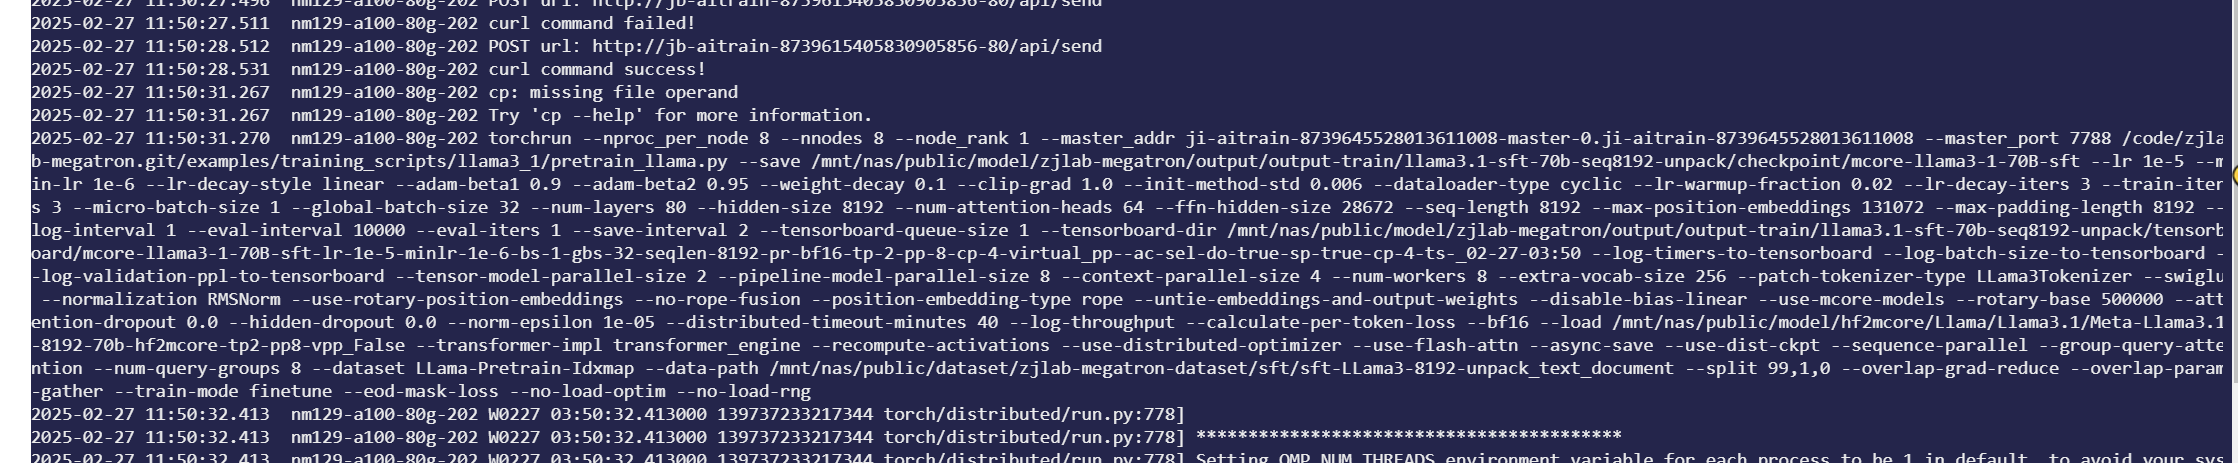 2025-02-27 11:50:27.496  nm129-a100-80g-202 POST url: http://jb-aitrain-8739615405830905856-80/api/send
2025-02-27 11:50:27.511  nm129-a100-80g-202 curl command failed!
2025-02-27 11:50:28.512  nm129-a100-80g-202 POST url: http://jb-aitrain-8739615405830905856-80/api/send
2025-02-27 11:50:28.531  nm129-a100-80g-202 curl command success!
2025-02-27 11:50:31.267  nm129-a100-80g-202 cp: missing file operand
2025-02-27 11:50:31.267  nm129-a100-80g-202 Try 'cp --help' for more information.
2025-02-27 11:50:31.270  nm129-a100-80g-202 torchrun --nproc_per_node 8 --nnodes 8 --node_rank 1 --master_addr ji-aitrain-8739645528013611008-master-0.ji-aitrain-8739645528013611008 --master_port 7788 /code/zjla
b-megatron.git/examples/training_scripts/llama3_1/pretrain_llama.py --save /mnt/nas/public/model/zjlab-megatron/output/output-train/llama3.1-sft-70b-seq8192-unpack/checkpoint/mcore-llama3-1-70B-sft --lr 1e-5 --m
in-lr 1e-6 --lr-decay-style linear --adam-beta1 0.9 --adam-beta2 0.95 --weight-decay 0.1 --clip-grad 1.0 --init-method-std 0.006 --dataloader-type cyclic --lr-warmup-fraction 0.02 --lr-decay-iters 3 --train-iter
s 3 --micro-batch-size 1 --global-batch-size 32 --num-layers 80 --hidden-size 8192 --num-attention-heads 64 --ffn-hidden-size 28672 --seq-length 8192 --max-position-embeddings 131072 --max-padding-length 8192 --
log-interval 1 --eval-interval 10000 --eval-iters 1 --save-interval 2 --tensorboard-queue-size 1 --tensorboard-dir /mnt/nas/public/model/zjlab-megatron/output/output-train/llama3.1-sft-70b-seq8192-unpack/tensorb
oard/mcore-llama3-1-70B-sft-lr-1e-5-minlr-1e-6-bs-1-gbs-32-seqlen-8192-pr-bf16-tp-2-pp-8-cp-4-virtual_pp--ac-sel-do-true-sp-true-cp-4-ts-_02-27-03:50 --log-timers-to-tensorboard --log-batch-size-to-tensorboard -
-log-validation-ppl-to-tensorboard --tensor-model-parallel-size 2 --pipeline-model-parallel-size 8 --context-parallel-size 4 --num-workers 8 --extra-vocab-size 256 --patch-tokenizer-type LLama3Tokenizer --swiglu
 --normalization RMSNorm --use-rotary-position-embeddings --no-rope-fusion --position-embedding-type rope --untie-embeddings-and-output-weights --disable-bias-linear --use-mcore-models --rotary-base 500000 --att
ention-dropout 0.0 --hidden-dropout 0.0 --norm-epsilon 1e-05 --distributed-timeout-minutes 40 --log-throughput --calculate-per-token-loss --bf16 --load /mnt/nas/public/model/hf2mcore/Llama/Llama3.1/Meta-Llama3.1
-8192-70b-hf2mcore-tp2-pp8-vpp_False --transformer-impl transformer_engine --recompute-activations --use-distributed-optimizer --use-flash-attn --async-save --use-dist-ckpt --sequence-parallel --group-query-atte
ntion --num-query-groups 8 --dataset LLama-Pretrain-Idxmap --data-path /mnt/nas/public/dataset/zjlab-megatron-dataset/sft/sft-LLama3-8192-unpack_text_document --split 99,1,0 --overlap-grad-reduce --overlap-param
-gather --train-mode finetune --eod-mask-loss --no-load-optim --no-load-rng
2025-02-27 11:50:32.413  nm129-a100-80g-202 W0227 03:50:32.413000 139737233217344 torch/distributed/run.py:778]
2025-02-27 11:50:32.413  nm129-a100-80g-202 W0227 03:50:32.413000 139737233217344 torch/distributed/run.py:778] *****************************************
2025-02-27 11:50:32.413  nm129-a100-80g-202 W0227 03:50:32.413000 139737233217344 torch/distributed/run.py:778] Setting OMP_NUM_THREADS environment variable for each process to be 1 in default, to avoid your sys